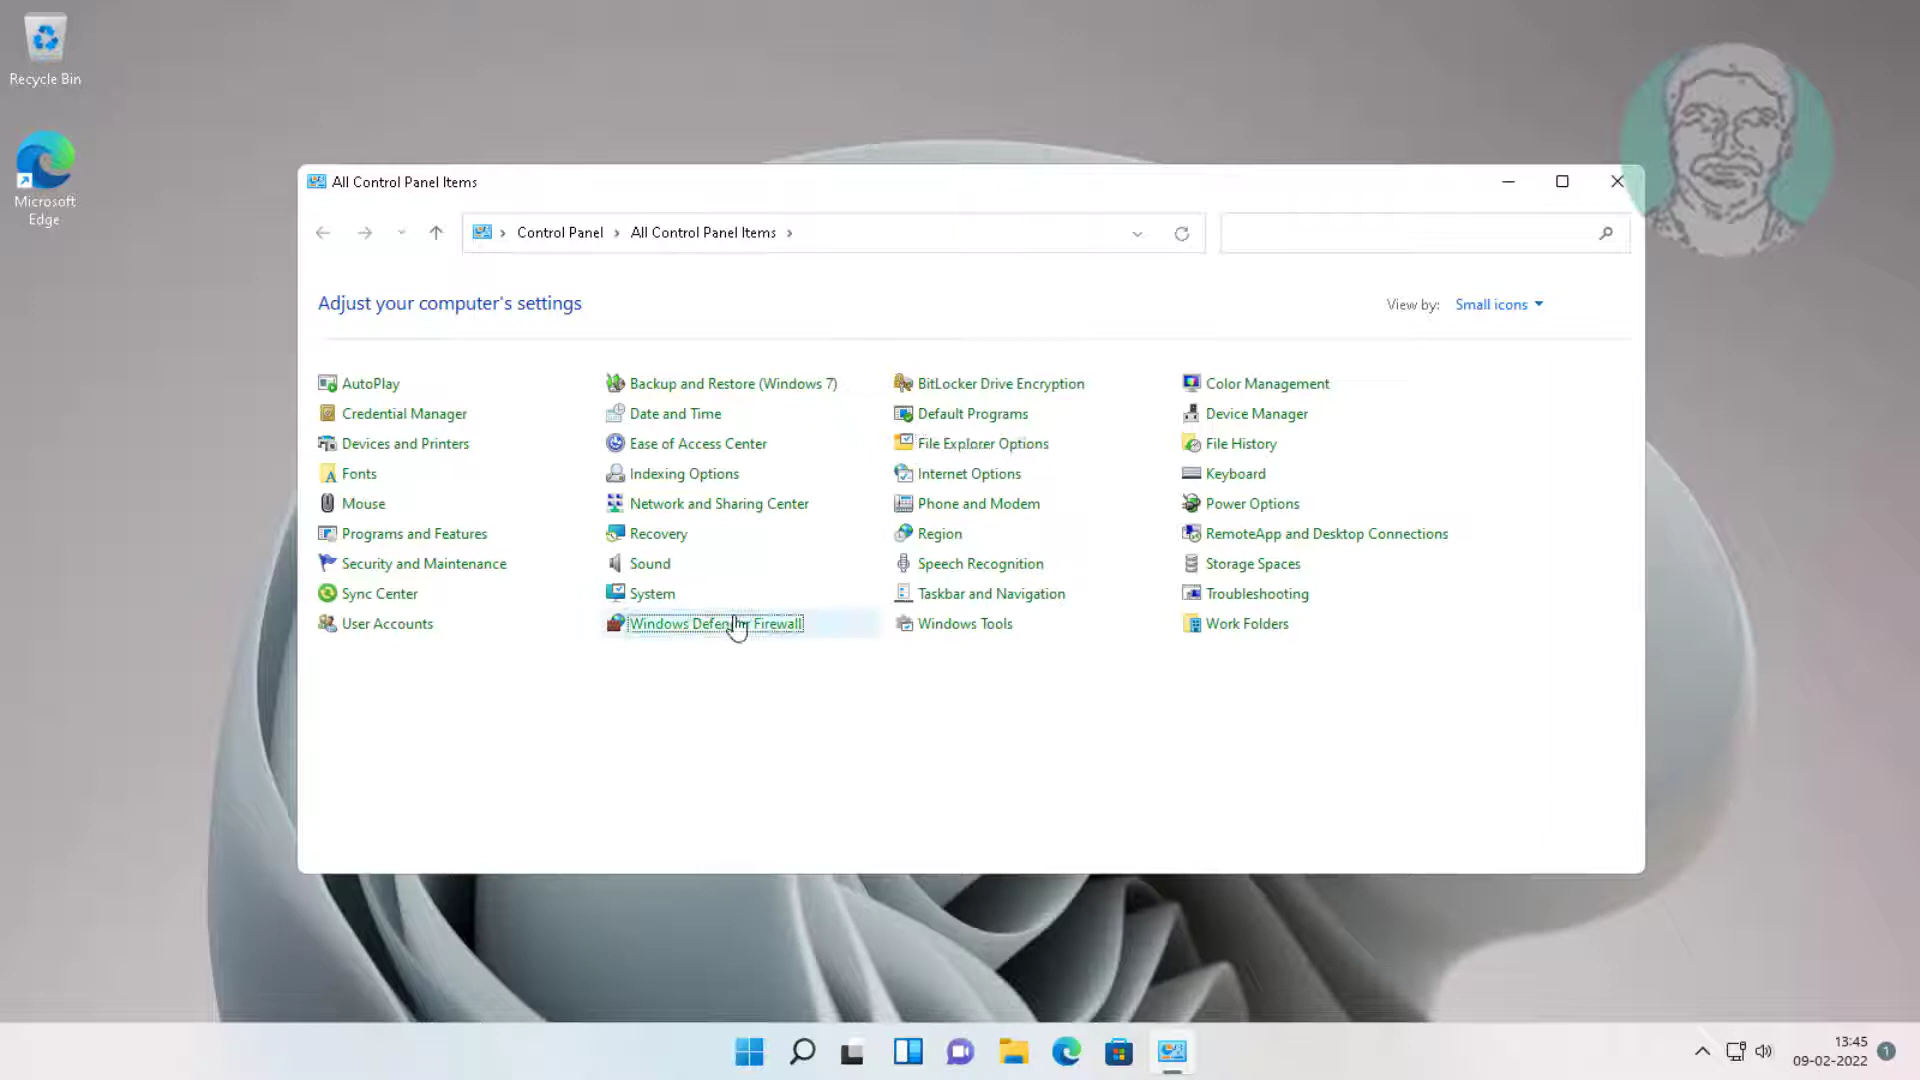 Recycle Bin
Microsoft
Edge
All Control Panel Items
Control Panel
All Control Panel Items
Adjust your computer's settings
View by: Small icons
AutoPlay
Backup and Restore (Windows 7)
BitLocker Drive Encryption
Color Management
Credential Manager
Date and Time
Default Programs
Device Manager
Devices and Printers
Ease of Access Center
File Explorer Options
File History
Fonts
Indexing Options
Internet Options
Keyboard
Mouse
Network and Sharing Center
Phone and Modem
Power Options
Programs and Features
Recovery
Region
RemoteApp and Desktop Connections
Security and Maintenance
Sound
Speech Recognition
Storage Spaces
Sync Center
System
Taskbar and Navigation
Troubleshooting
User Accounts
Windows Defender Firewall
Windows Tools
Work Folders
13:45
09-02-2022
1